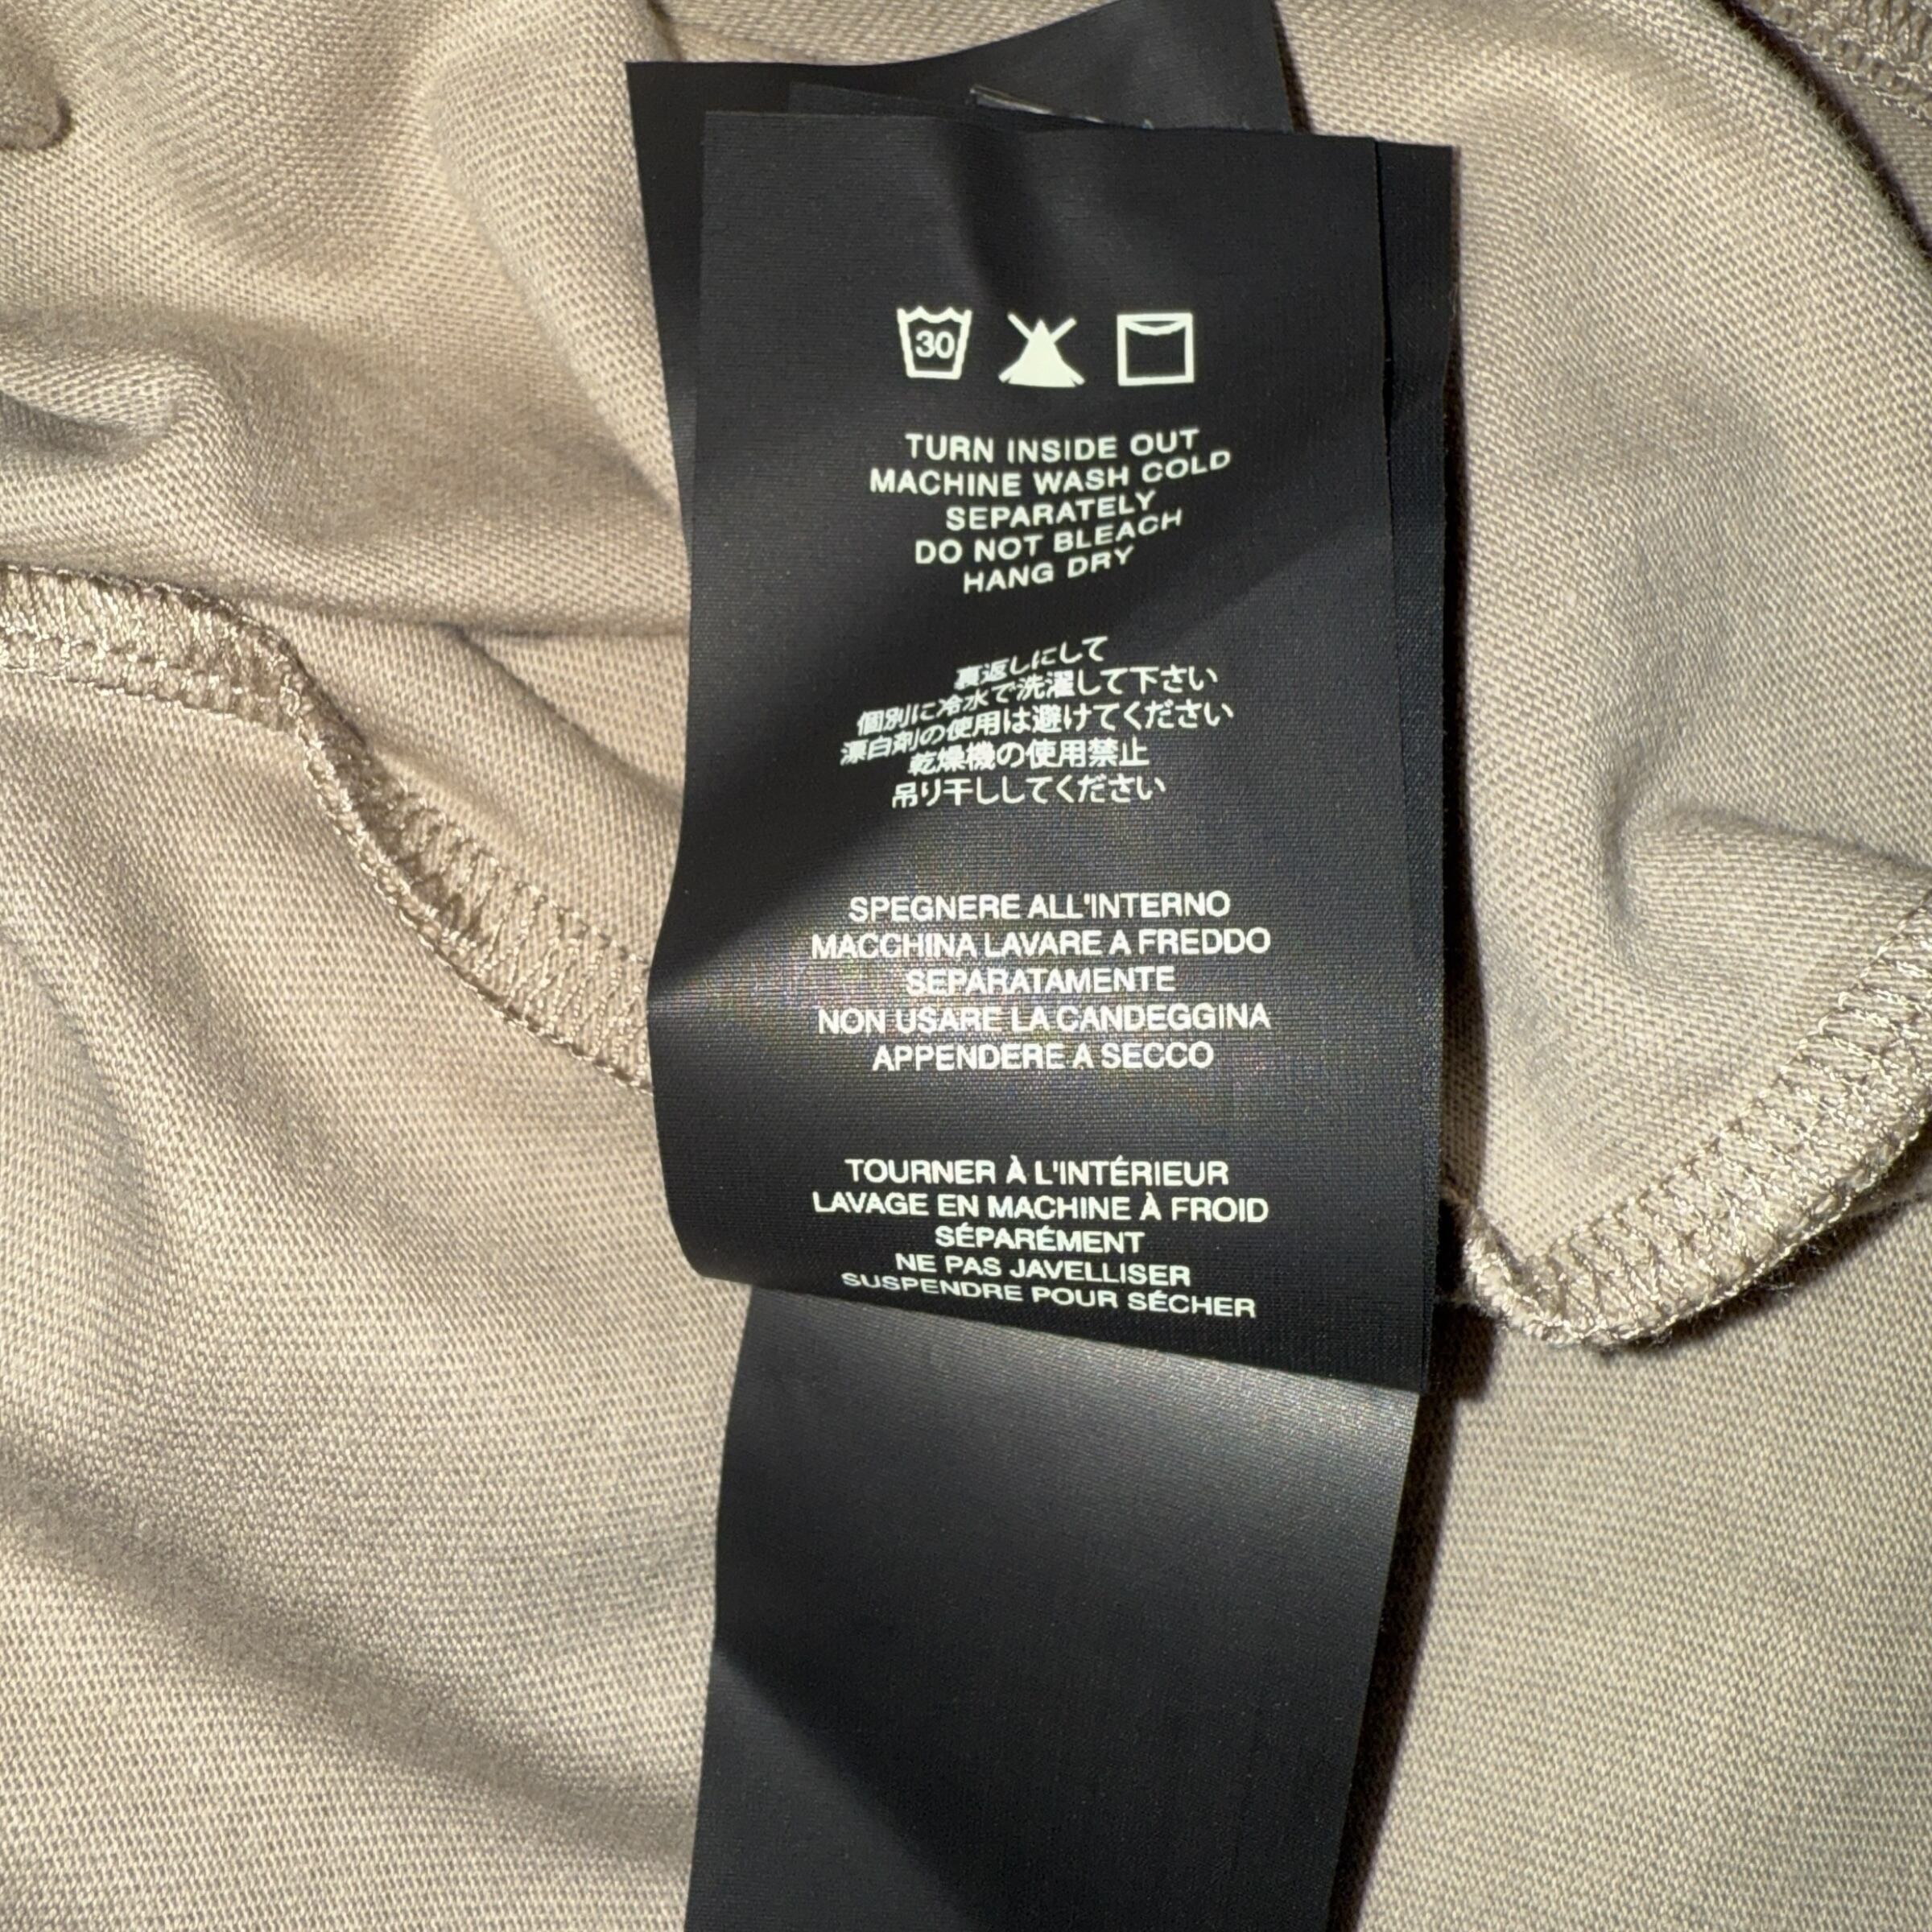 30
TURN INSIDE OUT
MACHINE WASH COLD
SEPARATELY
DO NOT BLEACH
HANG DRY
裏返しにして
個別に冷水で洗濯して下さい
漂白剤の使用は避けてください
乾燥機の使用禁止
吊り干ししてください
SPEGNERE ALL'INTERNO
MACCHINA LAVARE A FREDDO
SEPARATAMENTE
NON USARE LA CANDEGGINA
APPENDERE A SECCO
TOURNER À L'INTÉRIEUR
LAVAGE EN MACHINE À FROID
SÉPARÉMENT
NE PAS JAVELLISER
SUSPENDRE POUR SÉCHER